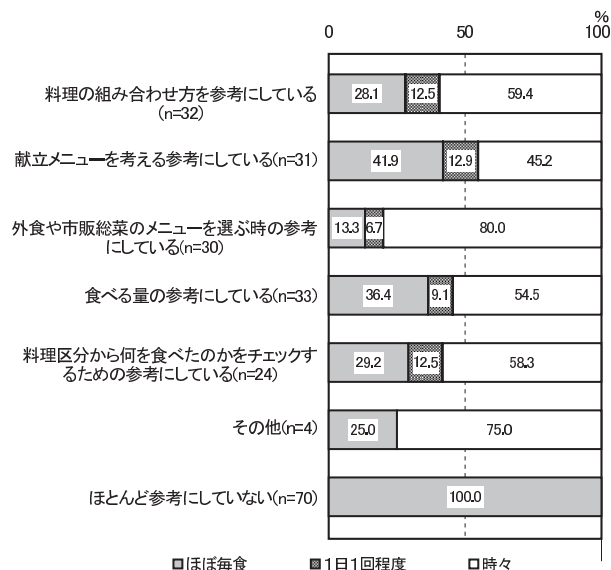 %
0 50 100
料理の組み合わせ方を参考にしている
(n=32)
28.1 12.5 59.4
献立メニューを考える参考にしている(n=31)
41.9 12.9 45.2
外食や市販総菜のメニューを選ぶ時の参考
にしている(n=30)
13.3 6.7 80.0
食べる量の参考にしている(n=33)
36.4 9.1 54.5
料理区分から何を食べたのかをチェックす
るための参考にしている(n=24)
29.2 12.5 58.3
その他(n=4)
25.0 75.0
ほとんど参考にしていない(n=70)
100.0
ほぼ毎食 1日1回程度 時々